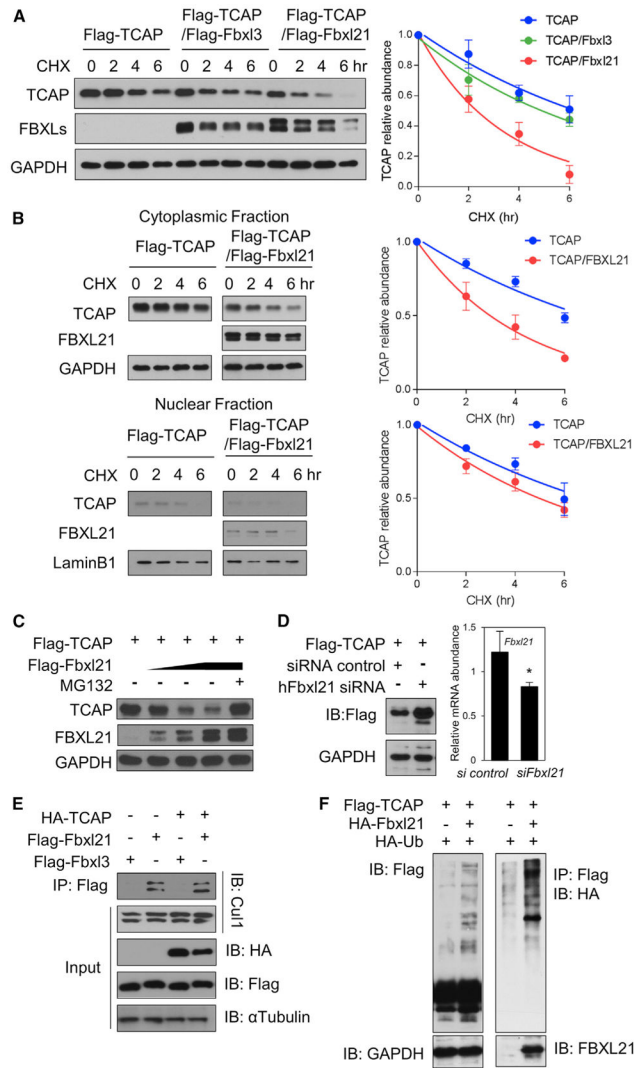 A
Flag-TCAP
Flag-TCAP
/Flag-Fbxl3
Flag-TCAP
/Flag-Fbxl21
CHX 0 2 4 6 0 2 4 6 0 2 4 6 hr
TCAP
FBXLs
GAPDH
TCAP relative abundance
1.0
0.8
0.6
0.4
0.2
0.0
0 2 4 6
CHX (hr)
TCAP
TCAP/Fbxl3
TCAP/Fbxl21
B
Cytoplasmic Fraction
Flag-TCAP
Flag-TCAP
/Flag-Fbxl21
CHX 0 2 4 6 0 2 4 6 hr
TCAP
FBXL21
GAPDH
TCAP relative abundance
1.0
0.5
0.0
0 2 4 6
CHX (hr)
TCAP
TCAP/FBXL21
Nuclear Fraction
Flag-TCAP
Flag-TCAP
/Flag-Fbxl21
CHX 0 2 4 6 0 2 4 6 hr
TCAP
FBXL21
LaminB1
TCAP relative abundance
1.0
0.5
0.0
0 2 4 6
CHX (hr)
TCAP
TCAP/FBXL21
C
Flag-TCAP + + + + +
Flag-Fbxl21
MG132 +
TCAP
FBXL21
GAPDH
D
Flag-TCAP + +
siRNA control + -
hFbxl21 siRNA - +
IB:Flag
GAPDH
Relative mRNA abundance
1.5
1
0.5
0
Fbxl21
*
si control siFbxl21
E
HA-TCAP - - + +
Flag-Fbxl21 - + - +
Flag-Fbxl3 + - + -
IP: Flag
IB: Cul1
Input
IB: HA
IB: Flag
IB: αTubulin
F
Flag-TCAP + + + +
HA-Fbxl21 - + - +
HA-Ub + + + +
IB: Flag
IP: Flag
IB: HA
IB: GAPDH
IB: FBXL21